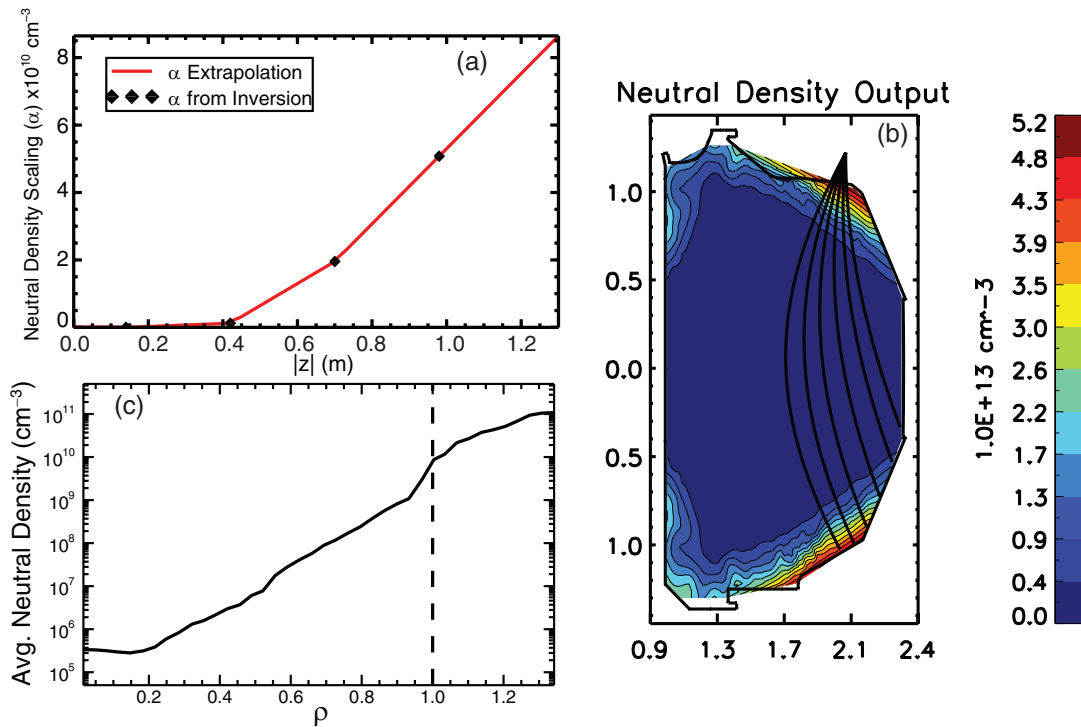 (a)
Neutral Density Scaling (α) x10¹⁰ cm⁻³
α Extrapolation
α from Inversion
8
6
4
2
0
0.0 0.2 0.4 0.6 0.8 1.0 1.2
|z| (m)
Neutral Density Output
(b)
1.0
0.5
0.0
0.5
1.0
0.9 1.3 1.7 2.1 2.4
1.0E+13 cm^-3
5.2
4.8
4.3
3.9
3.5
3.0
2.6
2.2
1.7
1.3
0.9
0.4
0.0
(c)
Avg. Neutral Density (cm⁻³)
10¹¹
10¹⁰
10⁹
10⁸
10⁷
10⁶
10⁵
0.2 0.4 0.6 0.8 1.0 1.2
ρ